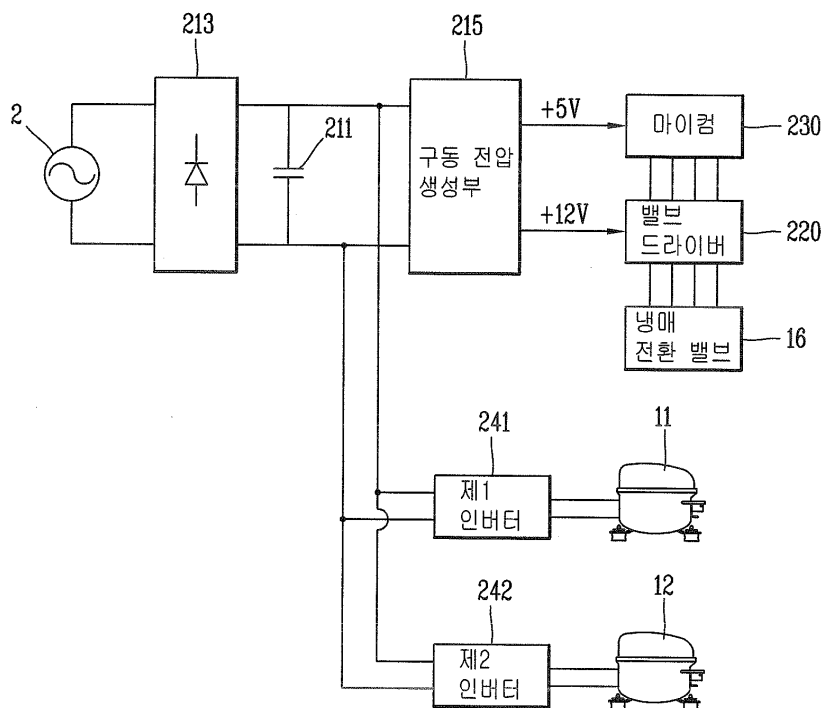 213
215
2
211
구동 전압
생성부
+5V
마이컴
230
+12V
밸브
드라이버
220
냉매
전환 밸브
16
241
제1
인버터
11
242
제2
인버터
12